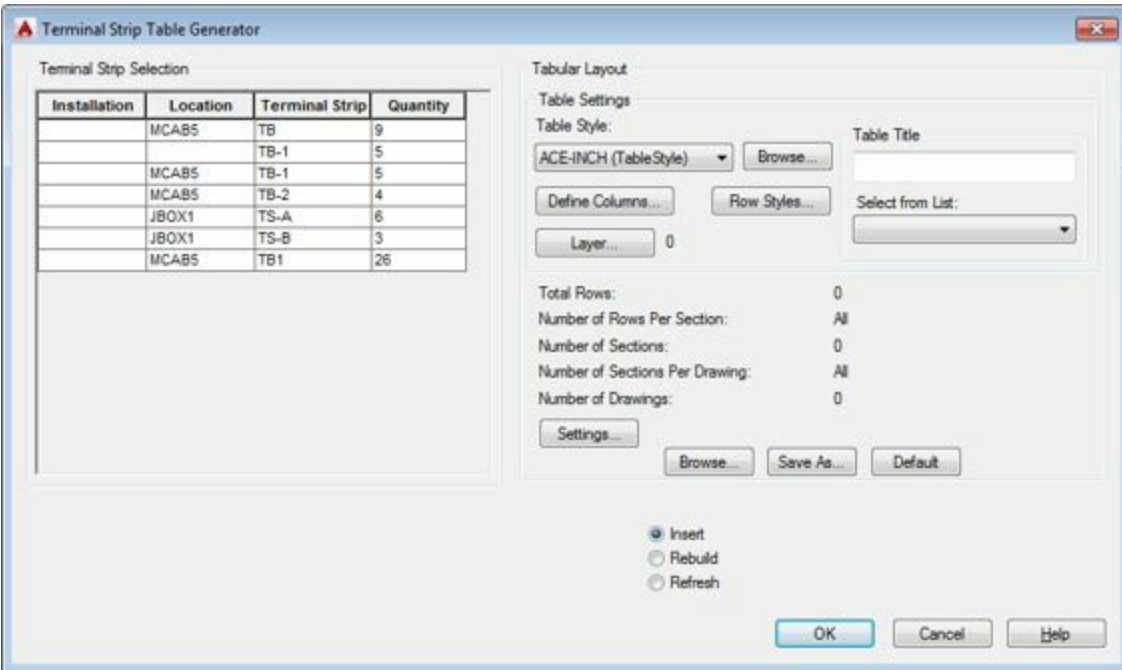 Terminal Strip Table Generator
Terminal Strip Selection
Installation Location Terminal Strip Quantity
MCAB5 TB 9
TB-1 5
MCAB5 TB-1 5
MCAB5 TB-2 4
JBOX1 TS-A 6
JBOX1 TS-B 3
MCAB5 TB1 26
Tabular Layout
Table Settings
Table Style:
ACE-INCH (TableStyle) Browse...
Define Columns... Row Styles...
Layer... 0
Table Title
Select from List:
Total Rows: 0
Number of Rows Per Section: All
Number of Sections: 0
Number of Sections Per Drawing: All
Number of Drawings: 0
Settings...
Browse... Save As... Default
Insert
Rebuild
Refresh
OK Cancel Help